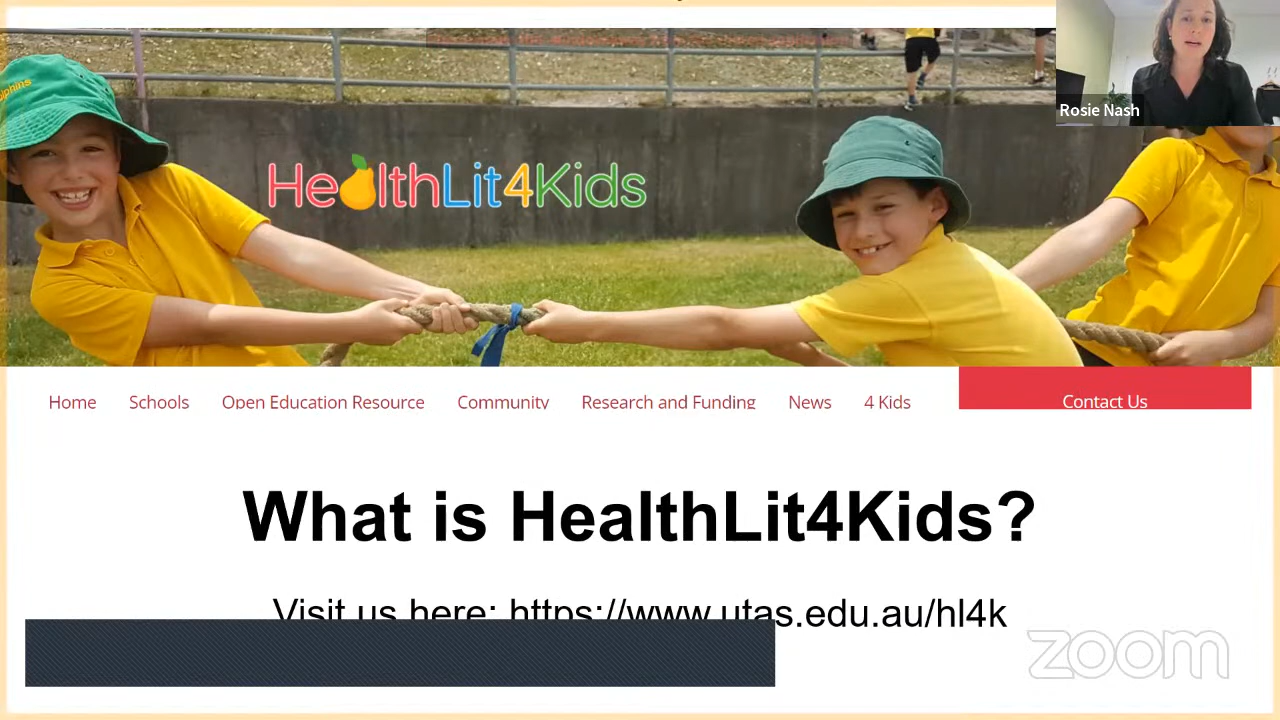 Rosie Nash
HealthLit4Kids
Home Schools Open Education Resource Community Research and Funding News 4 Kids Contact Us
What is HealthLit4Kids?
Visit us here: https://www.utas.edu.au/hl4k
zoom